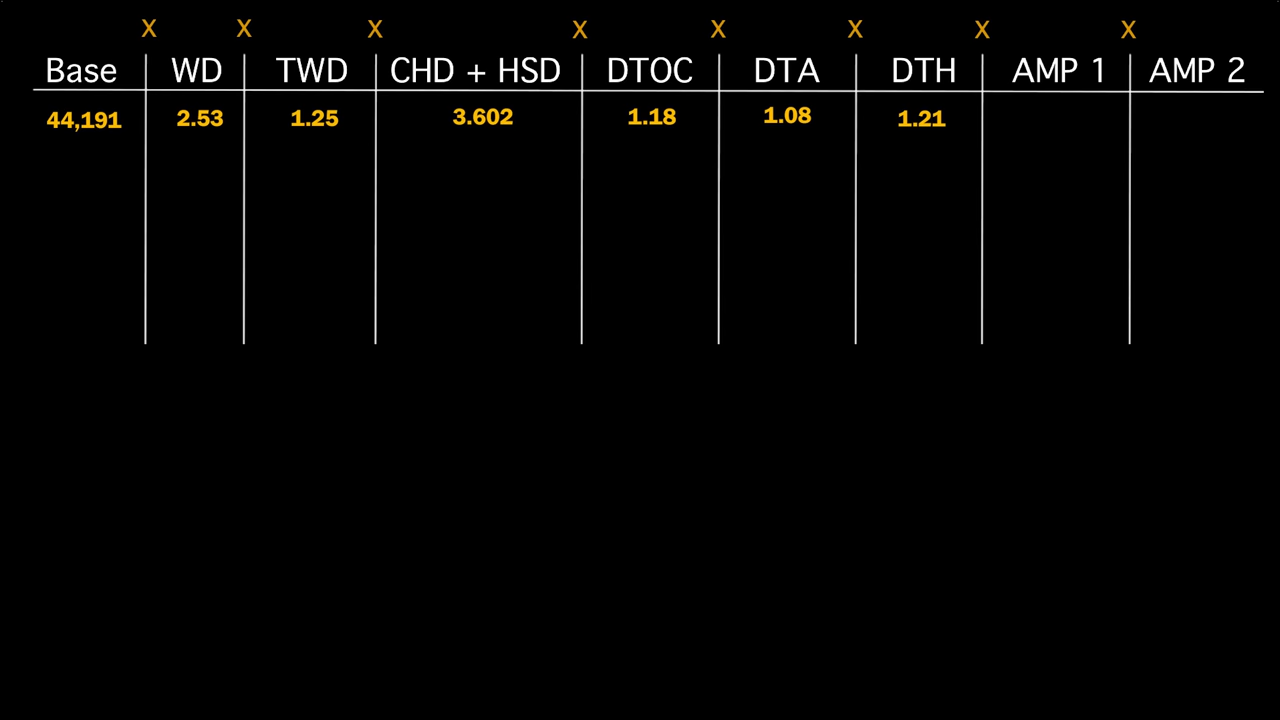 X X X X X X X X
Base WD TWD CHD + HSD DTOC DTA DTH AMP 1 AMP 2
44,191 2.53 1.25 3.602 1.18 1.08 1.21